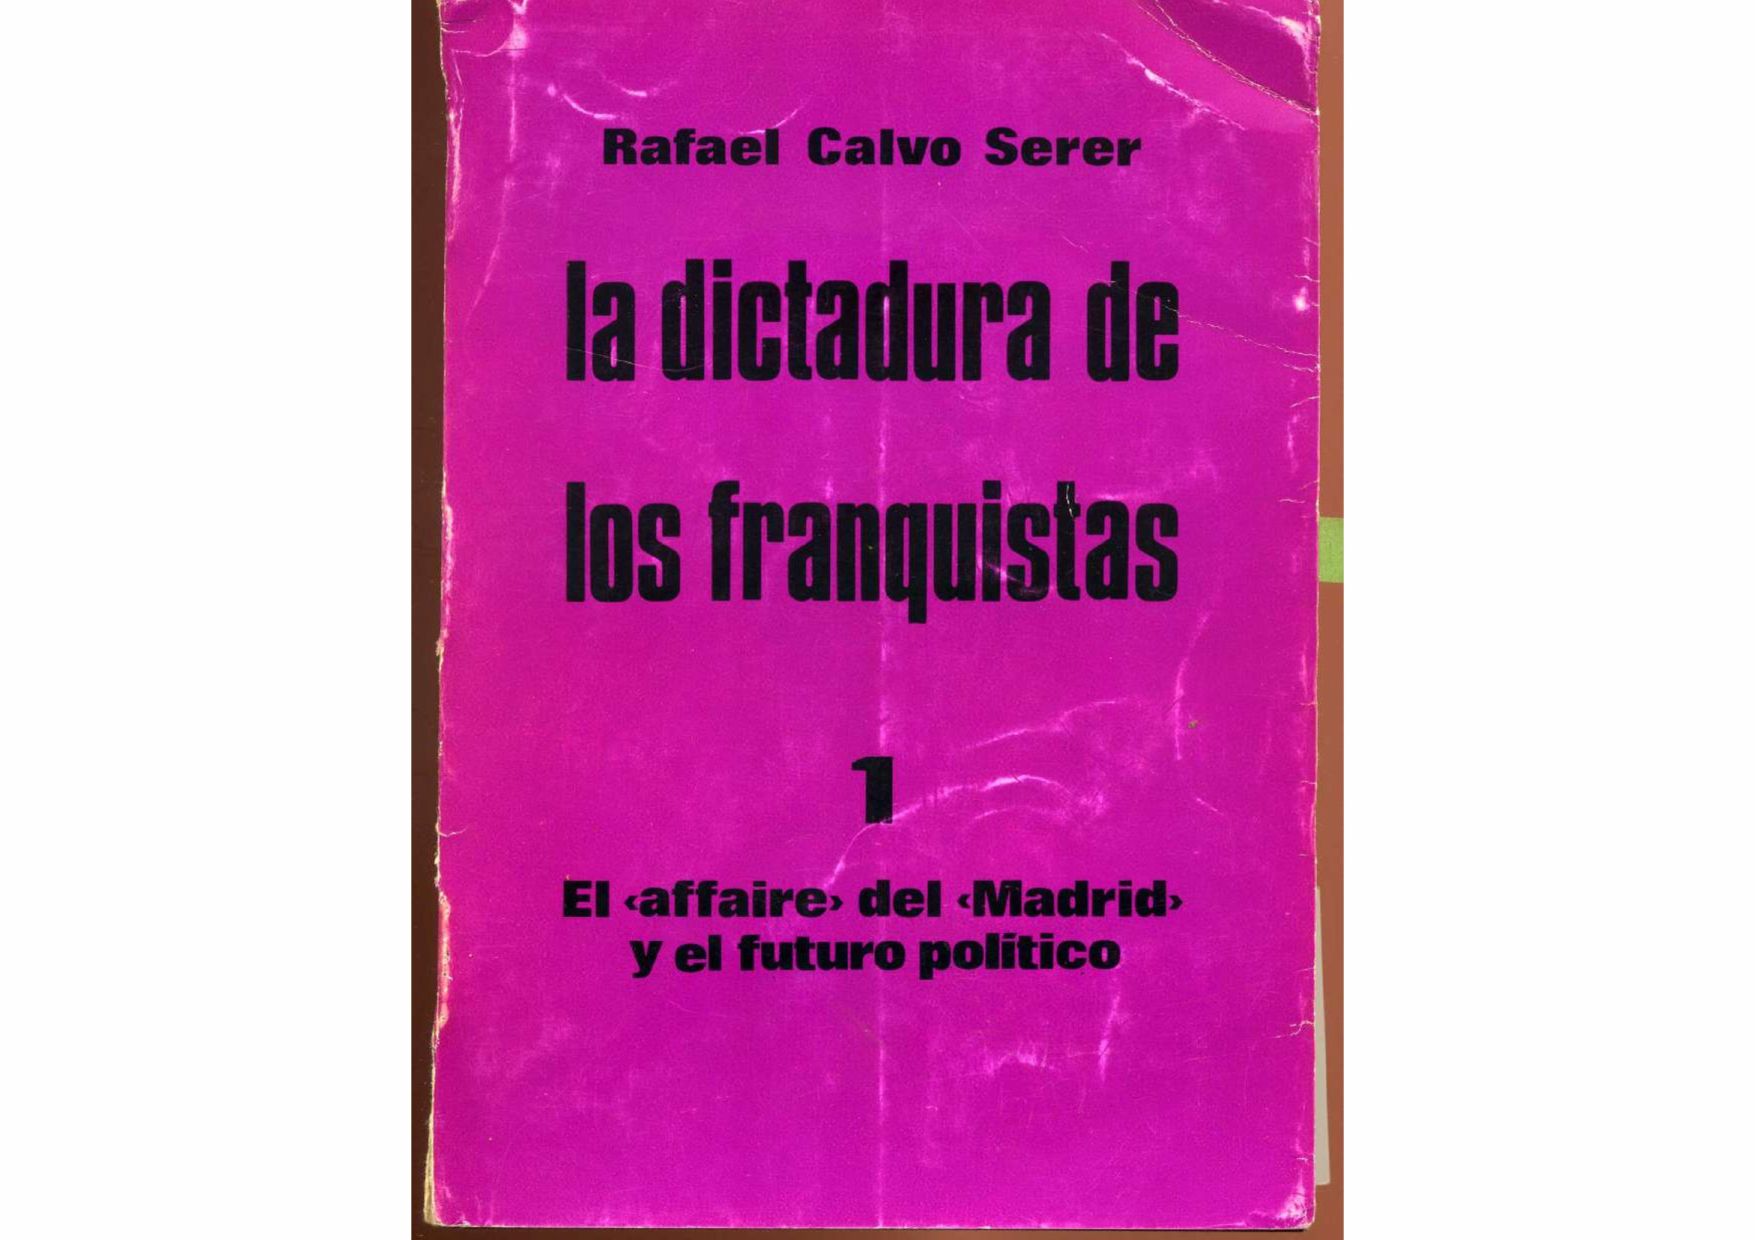 Rafael Calvo Serer
la dictadura de
los franquistas
1
El ‹affaire› del ‹Madrid›
y el futuro político